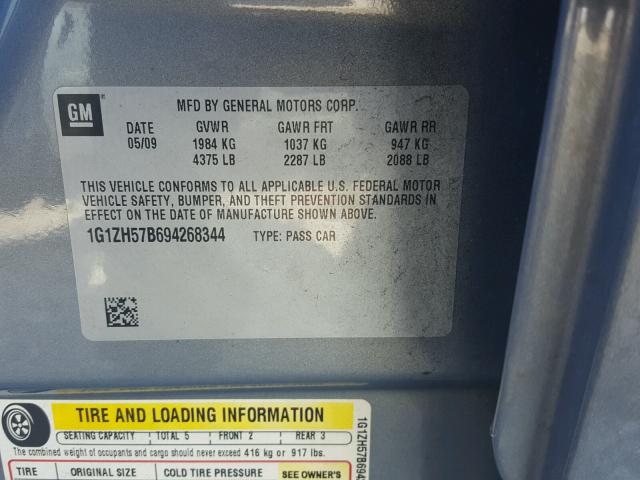 GM
MFD BY GENERAL MOTORS CORP.
DATE GVWR GAWR FRT GAWR RR
05/09 1984 KG 1037 KG 947 KG
4375 LB 2287 LB 2088 LB
THIS VEHICLE CONFORMS TO ALL APPLICABLE U.S. FEDERAL MOTOR
VEHICLE SAFETY, BUMPER, AND THEFT PREVENTION STANDARDS IN
EFFECT ON THE DATE OF MANUFACTURE SHOWN ABOVE.
1G1ZH57B694268344 TYPE: PASS CAR
TIRE AND LOADING INFORMATION
SEATING CAPACITY TOTAL 5 FRONT 2 REAR 3
The combined weight of occupants and cargo should never exceed 416 kg or 917 lbs.
TIRE ORIGINAL SIZE COLD TIRE PRESSURE SEE OWNER'S
1G1ZH57B694